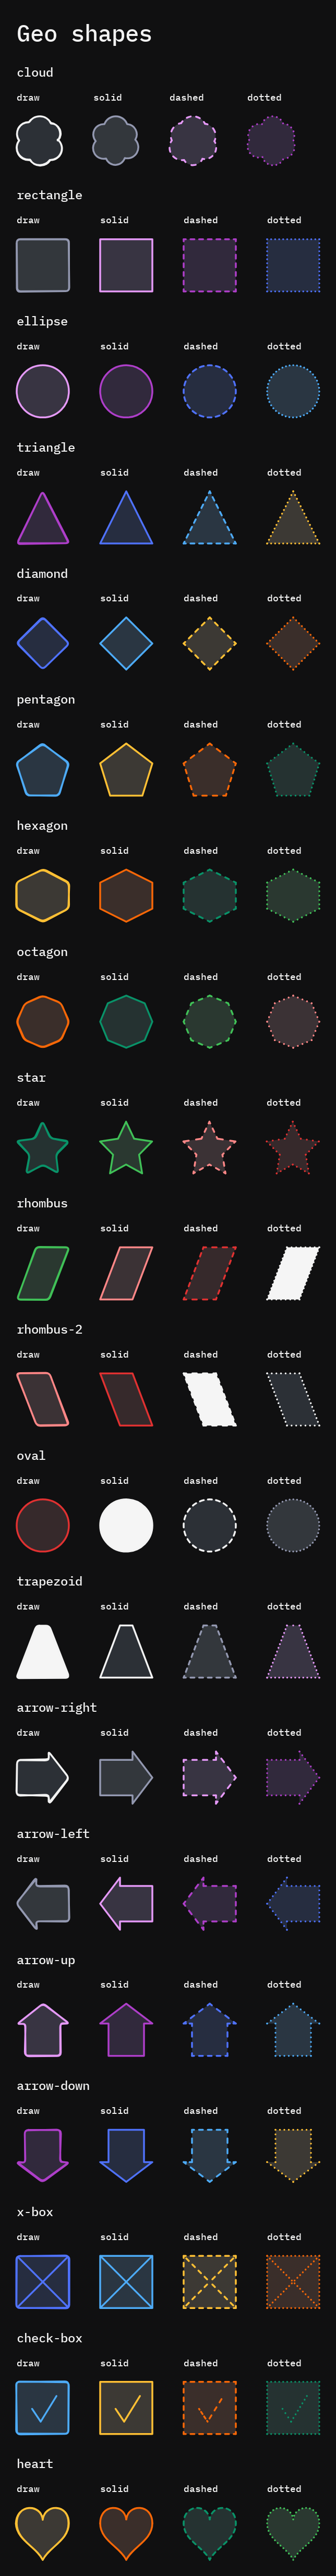 Geo shapes
cloud
draw solid dashed dotted
rectangle
draw solid dashed dotted
ellipse
draw solid dashed dotted
triangle
draw solid dashed dotted
diamond
draw solid dashed dotted
pentagon
draw solid dashed dotted
hexagon
draw solid dashed dotted
octagon
draw solid dashed dotted
star
draw solid dashed dotted
rhombus
draw solid dashed dotted
rhombus-2
draw solid dashed dotted
oval
draw solid dashed dotted
trapezoid
draw solid dashed dotted
arrow-right
draw solid dashed dotted
arrow-left
draw solid dashed dotted
arrow-up
draw solid dashed dotted
arrow-down
draw solid dashed dotted
x-box
draw solid dashed dotted
check-box
draw solid dashed dotted
heart
draw solid dashed dotted